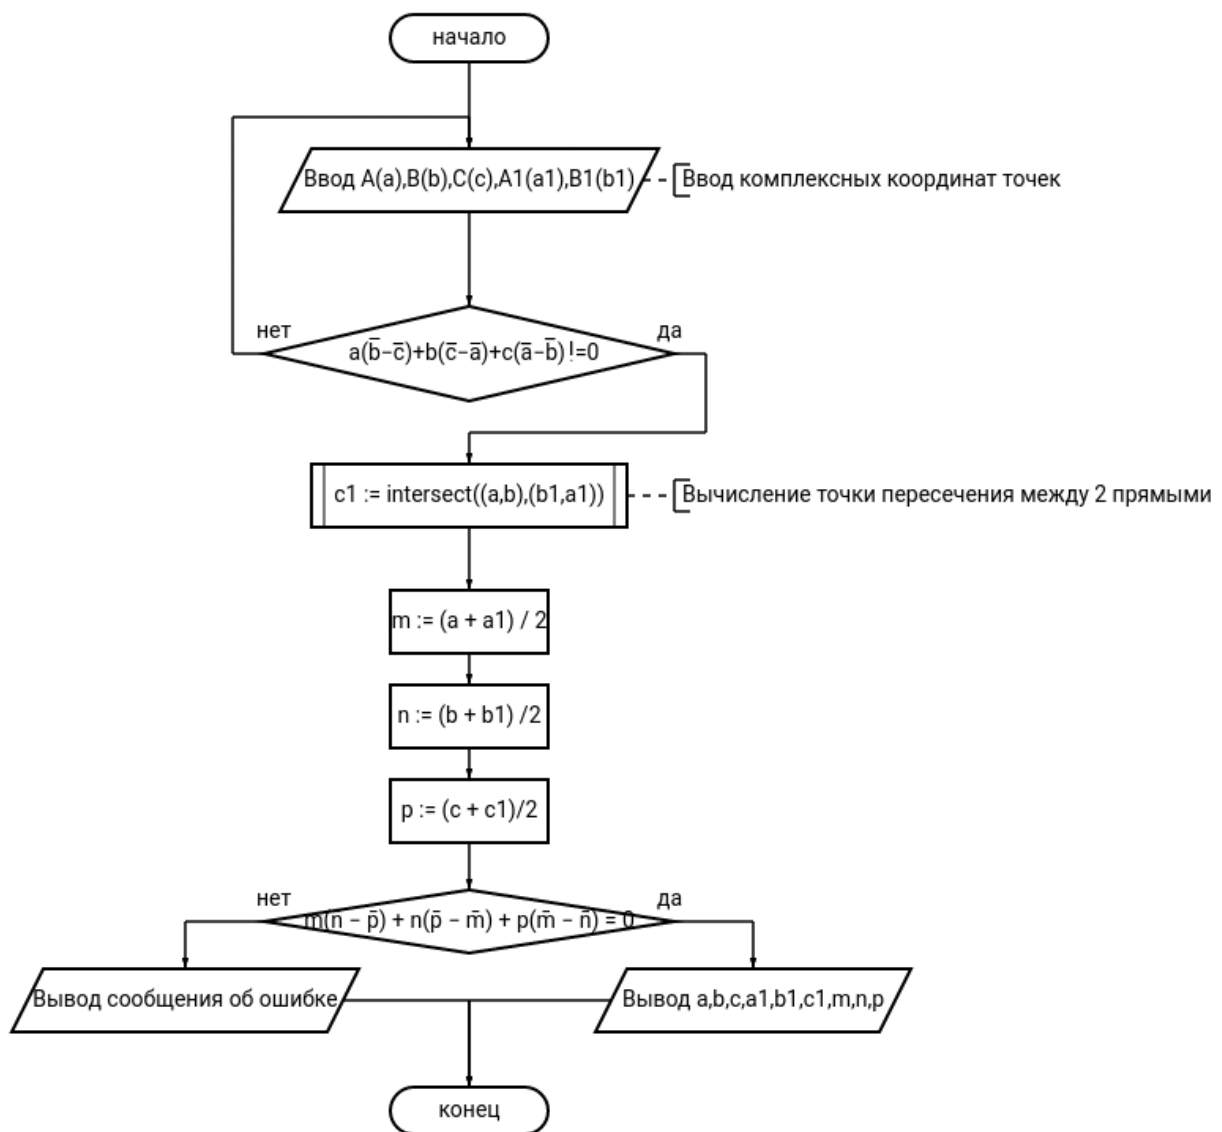 начало
Ввод A(a),B(b),C(c),A1(a1),B1(b1)
Ввод комплексных координат точек
нет
да
a(b̄−c̄)+b(c̄−ā)+c(ā−b̄) !=0
c1 := intersect((a,b),(b1,a1))
Вычисление точки пересечения между 2 прямыми
m := (a + a1) / 2
n := (b + b1) /2
p := (c + c1)/2
нет
да
m(n̄ − p̄) + n(p̄ − m̄) + p(m̄ − n̄) = 0
Вывод сообщения об ошибке
Вывод a,b,c,a1,b1,c1,m,n,p
конец